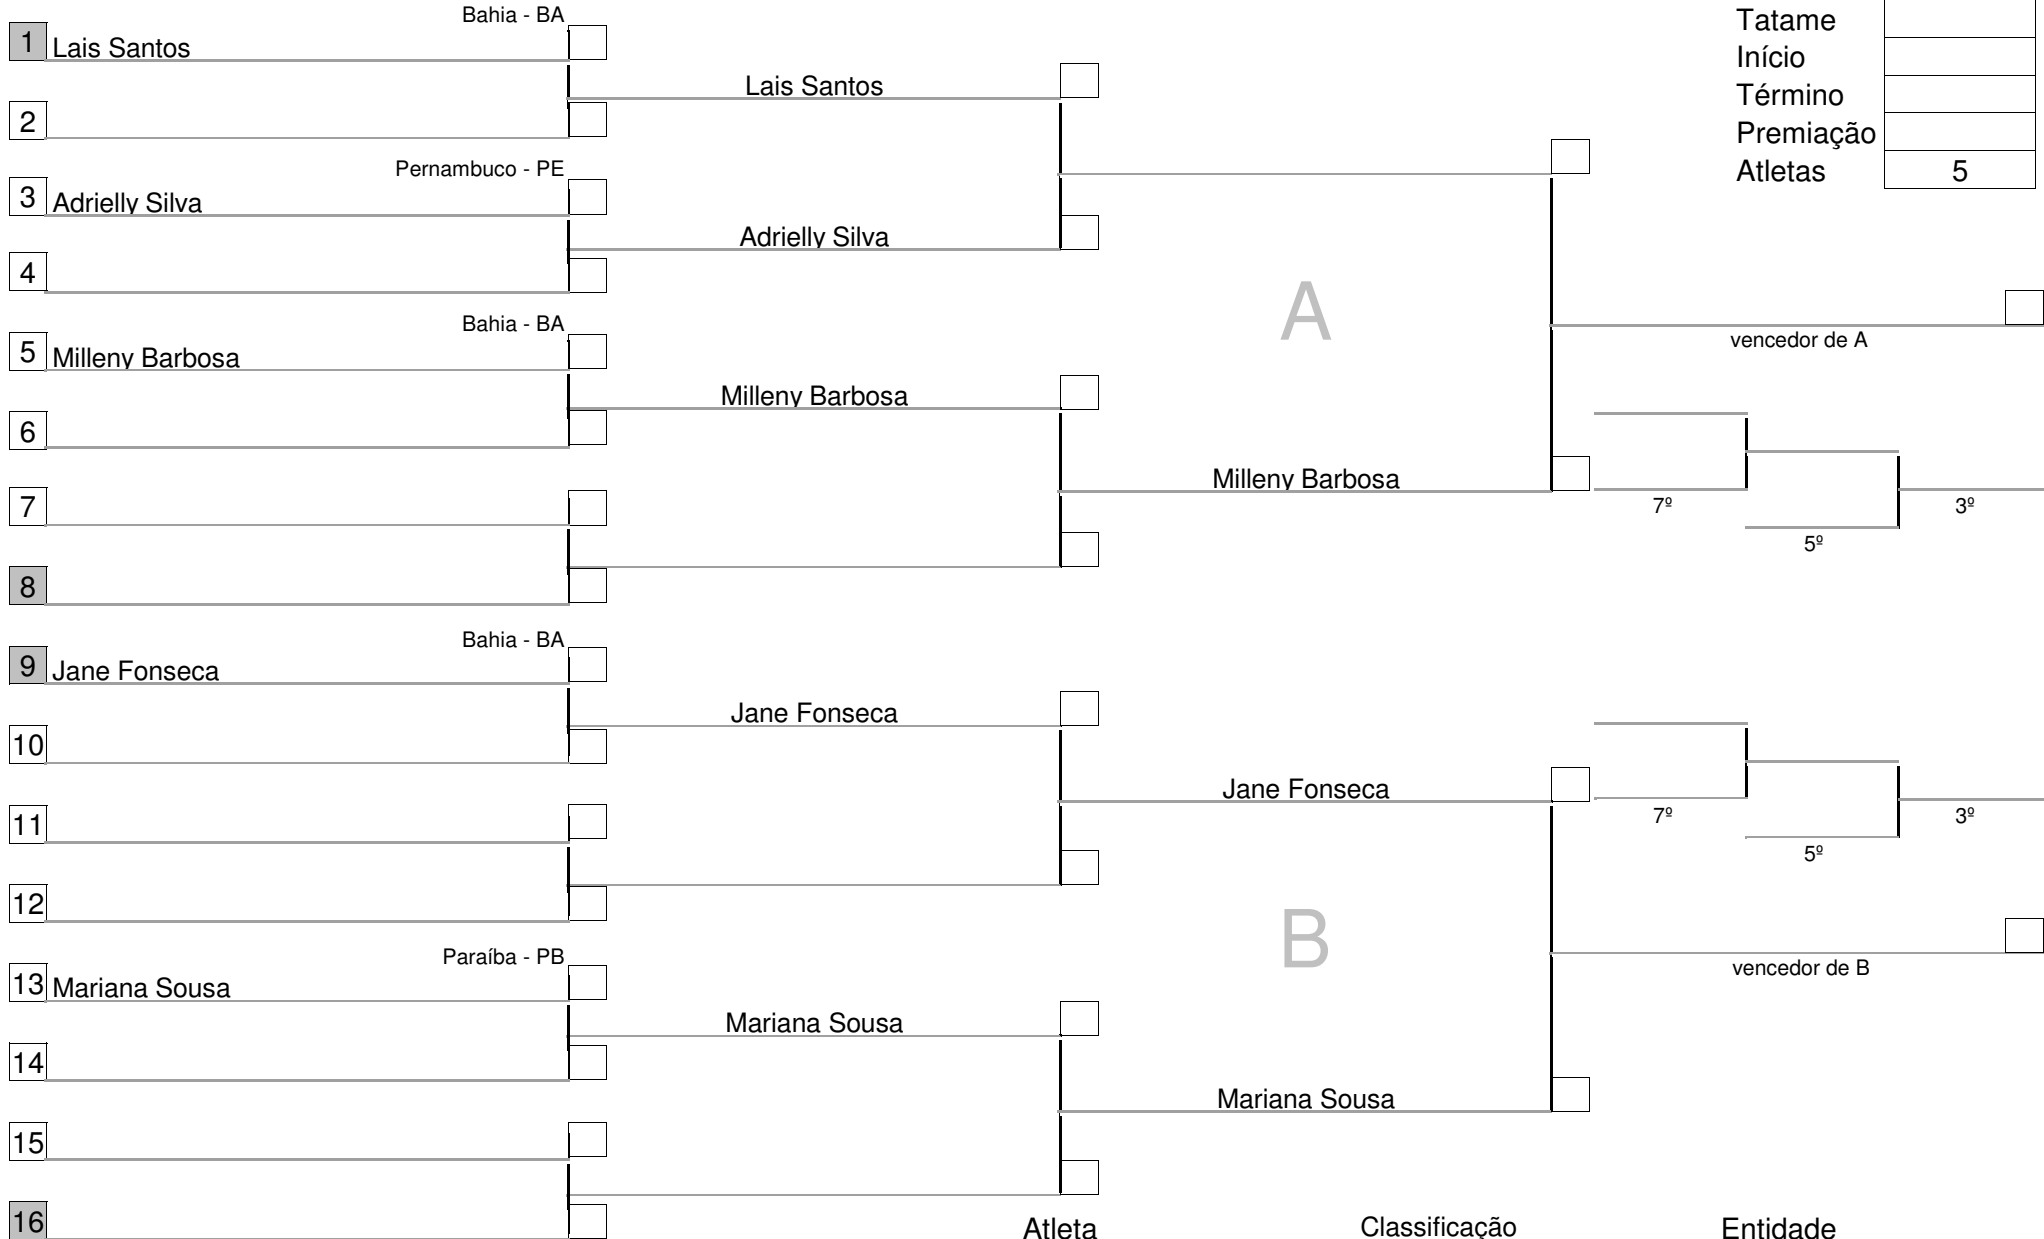 Bahia - BA
1 Lais Santos
Lais Santos
2
Pernambuco - PE
3 Adrielly Silva
Adrielly Silva
4
Bahia - BA
5 Milleny Barbosa
Milleny Barbosa
6
7
Milleny Barbosa
8
Bahia - BA
9 Jane Fonseca
Jane Fonseca
10
Jane Fonseca
11
12
Paraíba - PB
13 Mariana Sousa
Mariana Sousa
14
Mariana Sousa
15
16
A
B
Tatame
Início
Término
Premiação
Atletas 5
vencedor de A
7º
5º
3º
7º
5º
3º
vencedor de B
Atleta Classificação Entidade